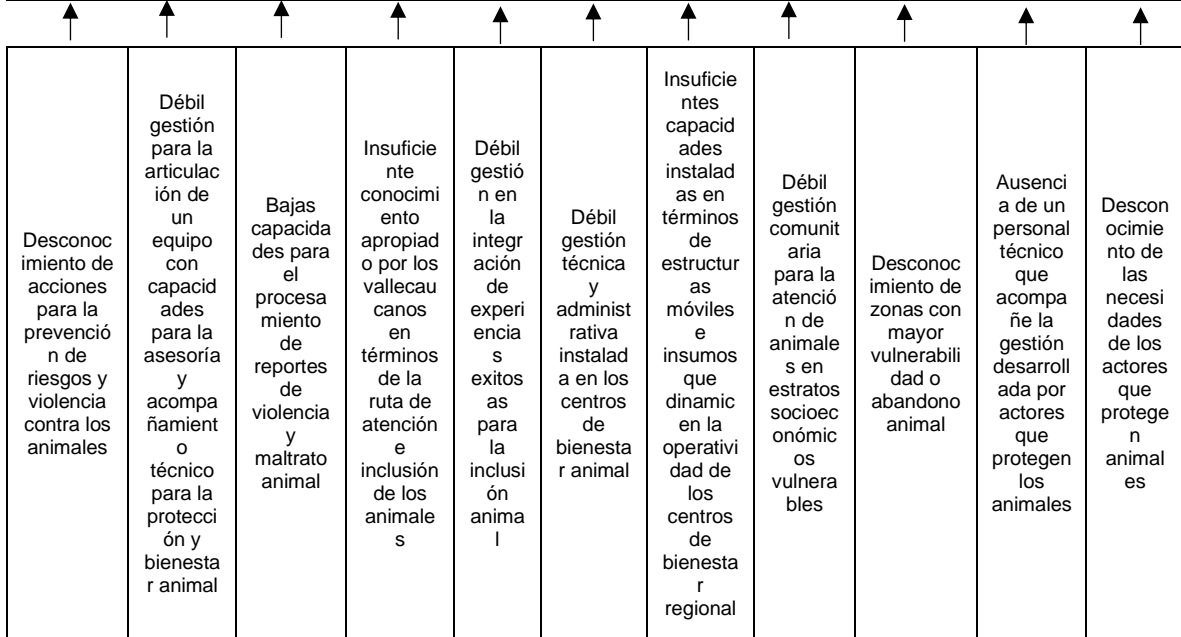 Desconoc
imiento de
acciones
para la
prevenció
n de
riesgos y
violencia
contra los
animales
Débil
gestión
para la
articulac
ión de
un
equipo
con
capacid
ades
para la
asesoría
y
acompa
ñamient
o
técnico
para la
protecci
ón y
bienesta
r animal
Bajas
capacida
des para
el
procesa
miento
de
reportes
de
violencia
y
maltrato
animal
Insuficie
nte
conocimi
ento
apropiad
o por los
vallecau
canos
en
términos
de la
ruta de
atención
e
inclusión
de los
animale
s
Débil
gestió
n en
la
integr
ación
de
experi
encia
s
exitos
as
para
la
inclusi
ón
anima
l
Débil
gestión
técnica
y
administ
rativa
instalad
a en los
centros
de
bienesta
r animal
Insuficie
ntes
capacid
ades
instalad
as en
términos
de
estructur
as
móviles
e
insumos
que
dinamic
en la
operativi
dad de
los
centros
de
bienesta
r
regional
Débil
gestión
comunit
aria
para la
atenció
n de
animale
s en
estratos
socioec
onómic
os
vulnera
bles
Desconoc
imiento de
zonas con
mayor
vulnerabili
dad o
abandono
animal
Ausenci
a de un
personal
técnico
que
acompa
ñe la
gestión
desarroll
ada por
actores
que
protegen
los
animales
Descon
ocimie
nto de
las
necesi
dades
de los
actores
que
protege
n
animal
es